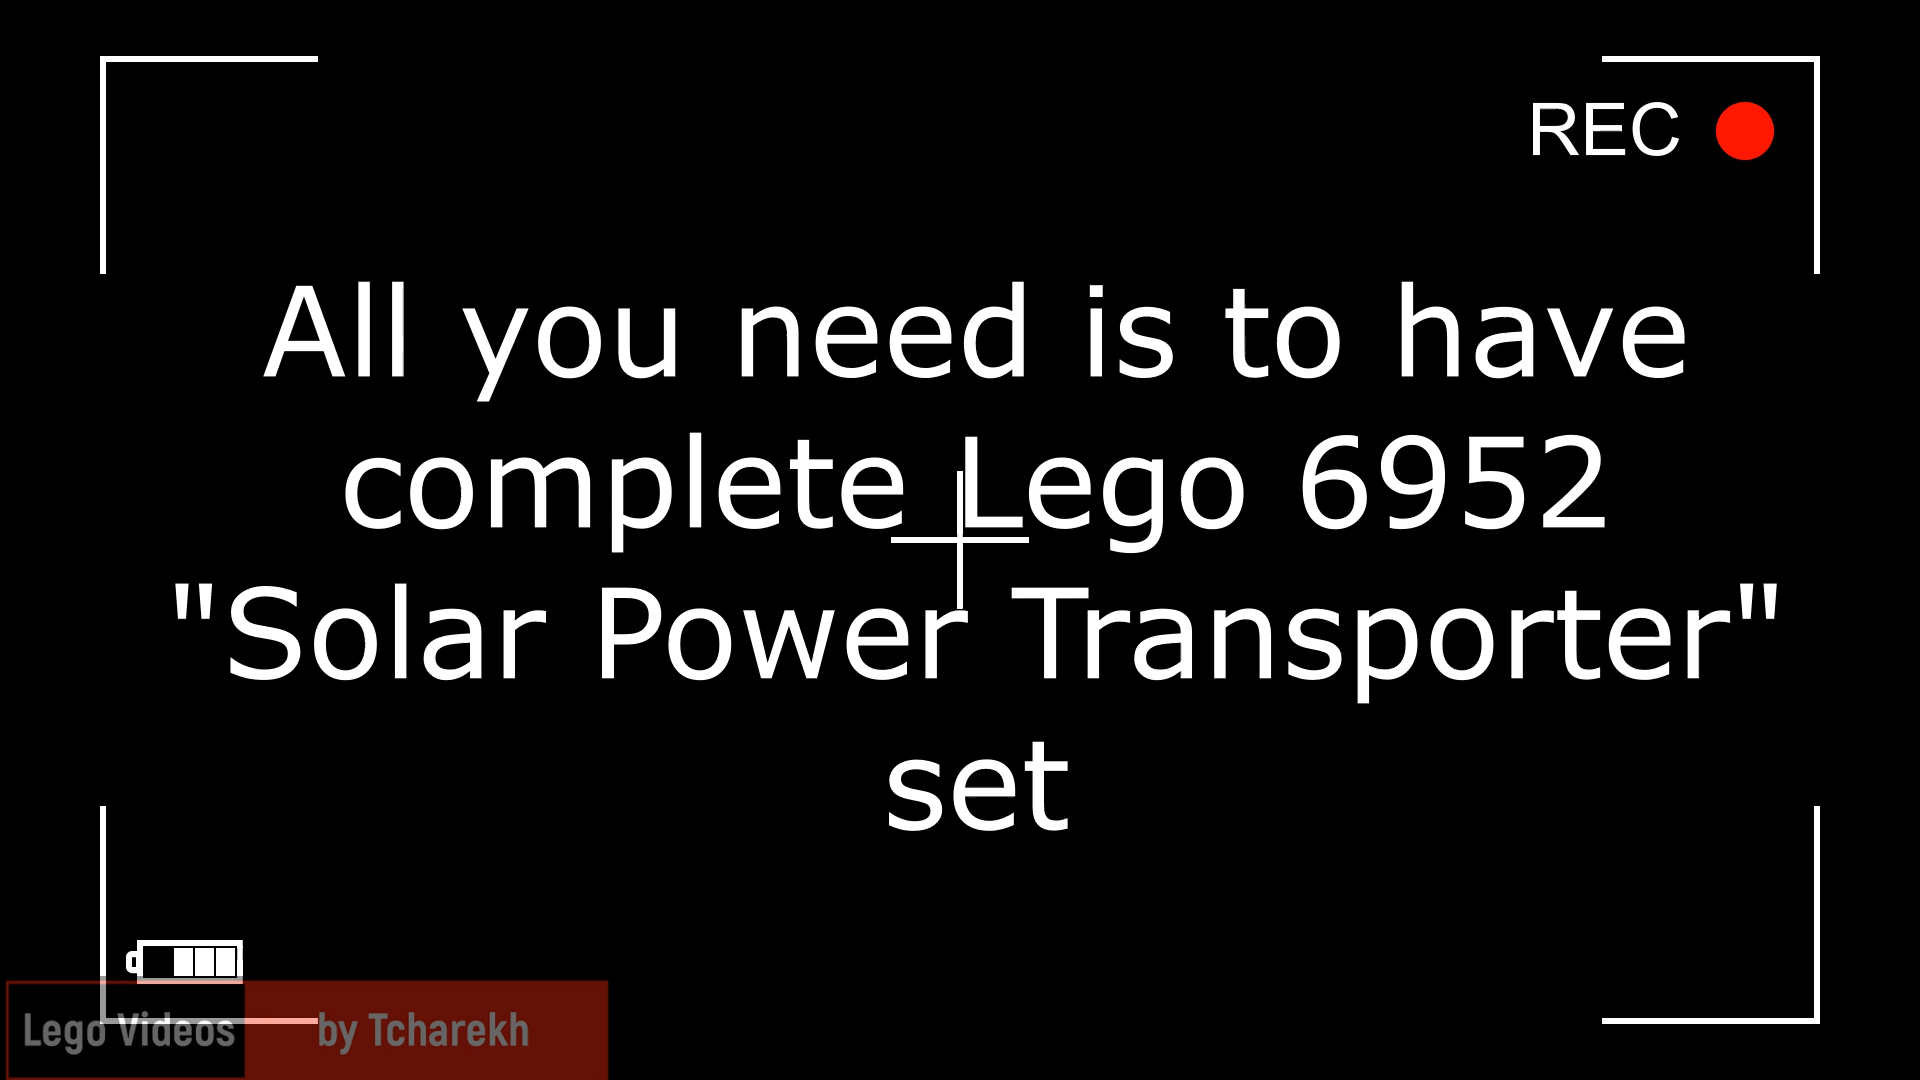 REC
All you need is to have
complete Lego 6952
"Solar Power Transporter"
set
Lego Videos by Tcharekh